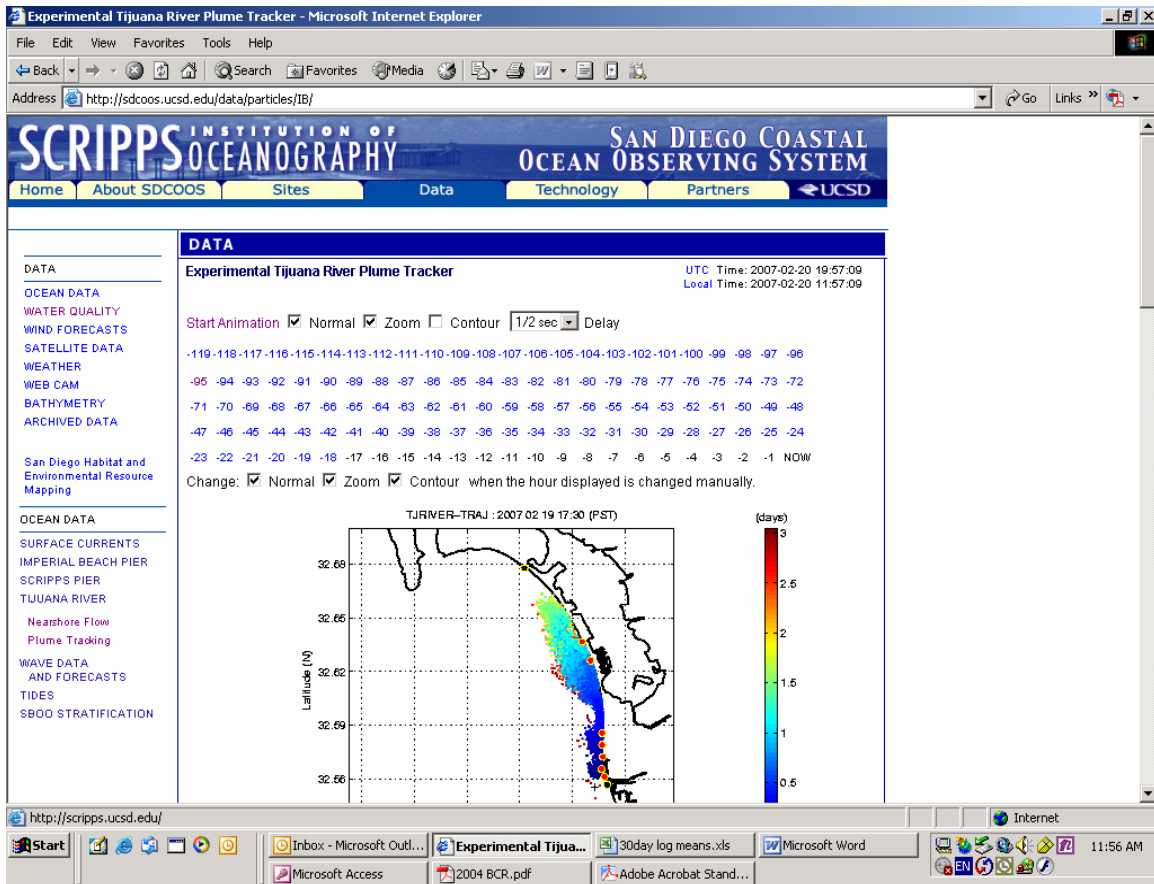 Experimental Tijuana River Plume Tracker - Microsoft Internet Explorer
File Edit View Favorites Tools Help
Back Search Favorites Media
Address http://sdcoos.ucsd.edu/data/particles/IB/ Go Links »
SCRIPPS INSTITUTION OF OCEANOGRAPHY
SAN DIEGO COASTAL
OCEAN OBSERVING SYSTEM
Home About SDCOOS Sites Data Technology Partners UCSD
DATA
Experimental Tijuana River Plume Tracker
UTC Time: 2007-02-20 19:57:09
Local Time: 2007-02-20 11:57:09
Start Animation Normal Zoom Contour 1/2 sec Delay
-119 -118 -117 -116 -115 -114 -113 -112 -111 -110 -109 -108 -107 -106 -105 -104 -103 -102 -101 -100 -99 -98 -97 -96
-95 -94 -93 -92 -91 -90 -89 -88 -87 -86 -85 -84 -83 -82 -81 -80 -79 -78 -77 -76 -75 -74 -73 -72
-71 -70 -69 -68 -67 -66 -65 -64 -63 -62 -61 -60 -59 -58 -57 -56 -55 -54 -53 -52 -51 -50 -49 -48
-47 -46 -45 -44 -43 -42 -41 -40 -39 -38 -37 -36 -35 -34 -33 -32 -31 -30 -29 -28 -27 -26 -25 -24
-23 -22 -21 -20 -19 -18 -17 -16 -15 -14 -13 -12 -11 -10 -9 -8 -7 -6 -5 -4 -3 -2 -1 NOW
Change: Normal Zoom Contour when the hour displayed is changed manually.
DATA
OCEAN DATA
WATER QUALITY
WIND FORECASTS
SATELLITE DATA
WEATHER
WEB CAM
BATHYMETRY
ARCHIVED DATA
San Diego Habitat and
Environmental Resource
Mapping
OCEAN DATA
SURFACE CURRENTS
IMPERIAL BEACH PIER
SCRIPPS PIER
TIJUANA RIVER
Nearshore Flow
Plume Tracking
WAVE DATA
AND FORECASTS
TIDES
SBOO STRATIFICATION
TJRIVER-TRAJ : 2007 02 19 17:30 (PST)
(days)
32.68
32.65
32.62
32.59
32.56
Latitude (N)
3
2.5
2
1.5
1
0.5
http://scripps.ucsd.edu/ Internet
Start Inbox - Microsoft Outl... Experimental Tijua... 30day log means.xls Microsoft Word EN 11:56 AM
Microsoft Access 2004 BCR.pdf Adobe Acrobat Stand...